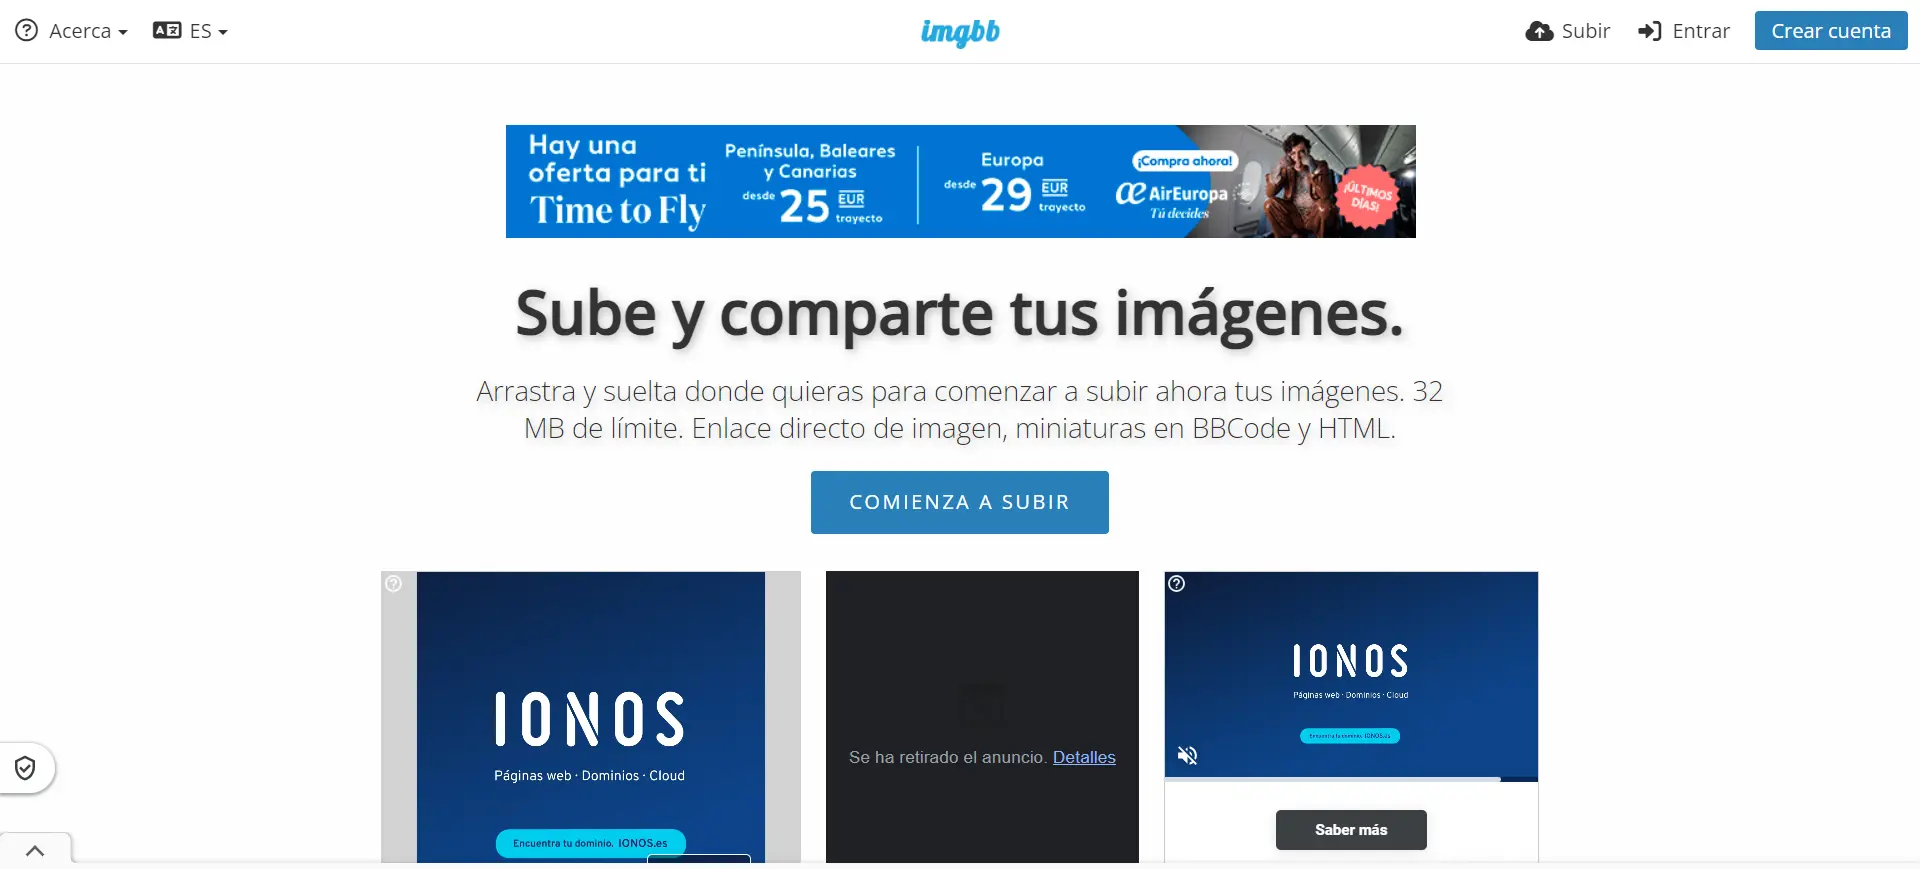 Acerca
ES
imgbb
Subir
Entrar
Crear cuenta
Hay una
oferta para ti
Time to Fly
Península, Baleares
y Canarias
desde 25 EUR
trayecto
Europa
desde 29 EUR
trayecto
¡Compra ahora!
AirEuropa
Tú decides
¡ÚLTIMOS
DÍAS!
Sube y comparte tus imágenes.
Arrastra y suelta donde quieras para comenzar a subir ahora tus imágenes. 32
MB de límite. Enlace directo de imagen, miniaturas en BBCode y HTML.
COMIENZA A SUBIR
IONOS
Páginas web · Dominios · Cloud
Encuentra tu dominio. IONOS.es
Se ha retirado el anuncio. Detalles
IONOS
Páginas web · Dominios · Cloud
Encuentra tu dominio. IONOS.es
Saber más